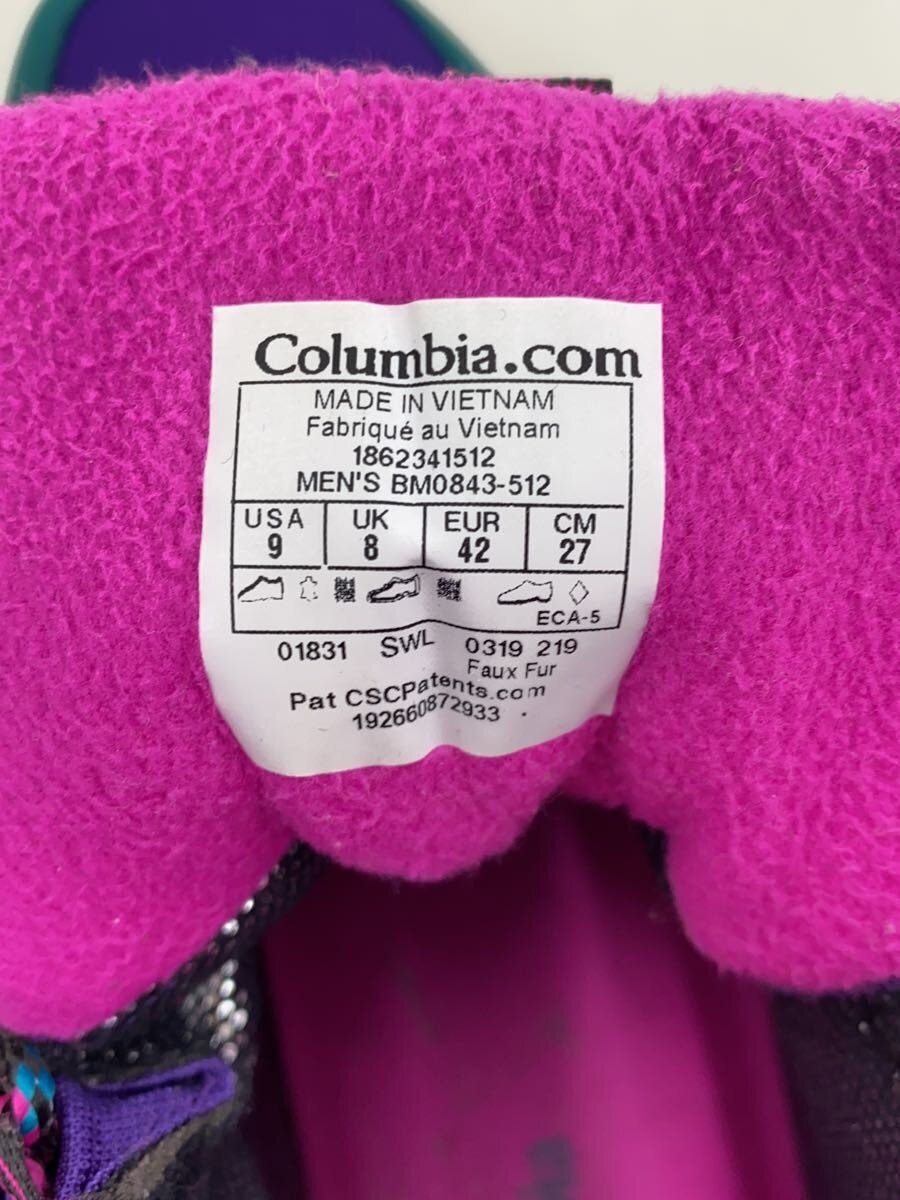 Columbia.com
MADE IN VIETNAM
Fabriqué au Vietnam
1862341512
MEN'S BM0843-512
USA UK EUR CM
9 8 42 27
ECA-5
01831 SWL 0319 219
Faux Fur
Pat CSCPatents.com
192660872933